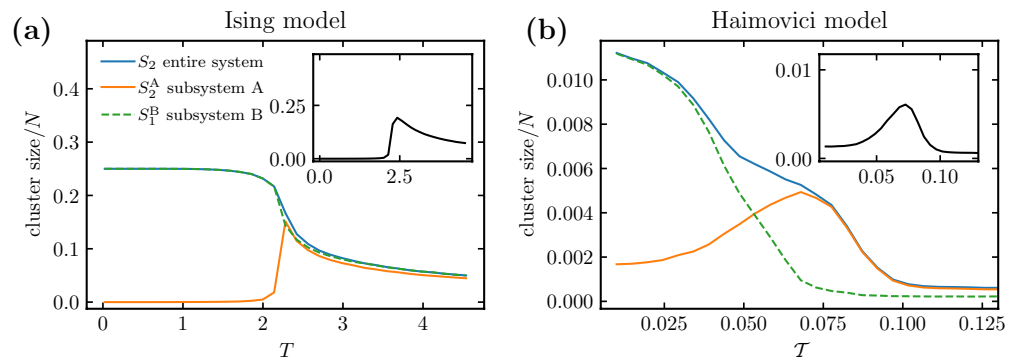 Ising model
Haimovici model
(a)
(b)
S₂ entire system
S₂ᴬ subsystem A
S₁ᴮ subsystem B
cluster size/N
0.4
0.3
0.2
0.1
0.0
0 1 2 3 4
T
0.25
0.00
0.0 2.5
cluster size/N
0.010
0.008
0.006
0.004
0.002
0.000
0.025 0.050 0.075 0.100 0.125
𝒯
0.01
0.00
0.05 0.10